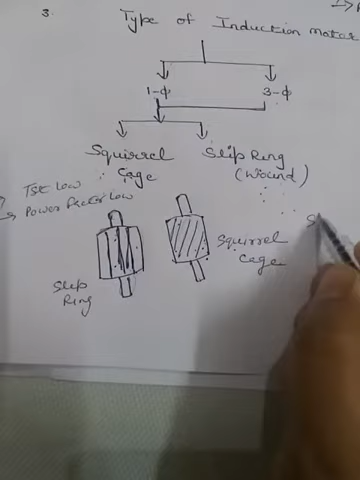 3. Type of Induction motor
1-Φ 3-Φ
Squirrel Cage
Slip Ring (Wound)
Tst low
→ Power factor low
Squirrel Cage
Slip Ring
S